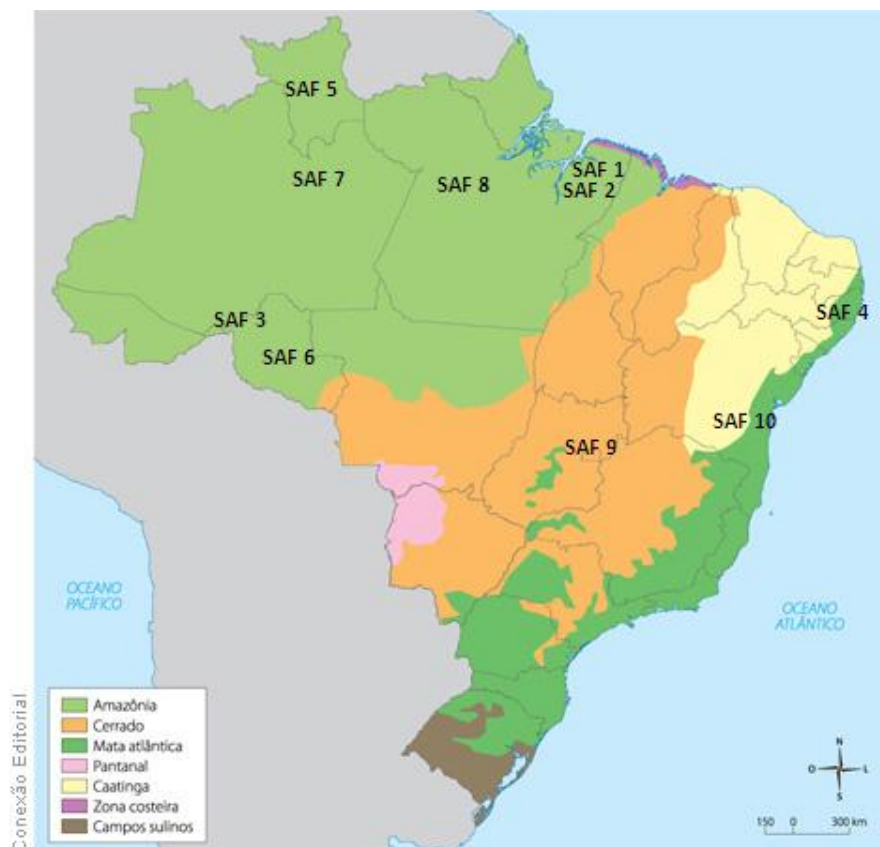 SAF 5
SAF 1
SAF 7
SAF 8
SAF 2
SAF 3
SAF 4
SAF 6
SAF 10
SAF 9
OCEANO
PACÍFICO
OCEANO
ATLÂNTICO
Conexão Editorial
Amazônia
Cerrado
Mata atlântica
Pantanal
Caatinga
Zona costeira
Campos sulinos
N
O
L
S
150 0 300 km